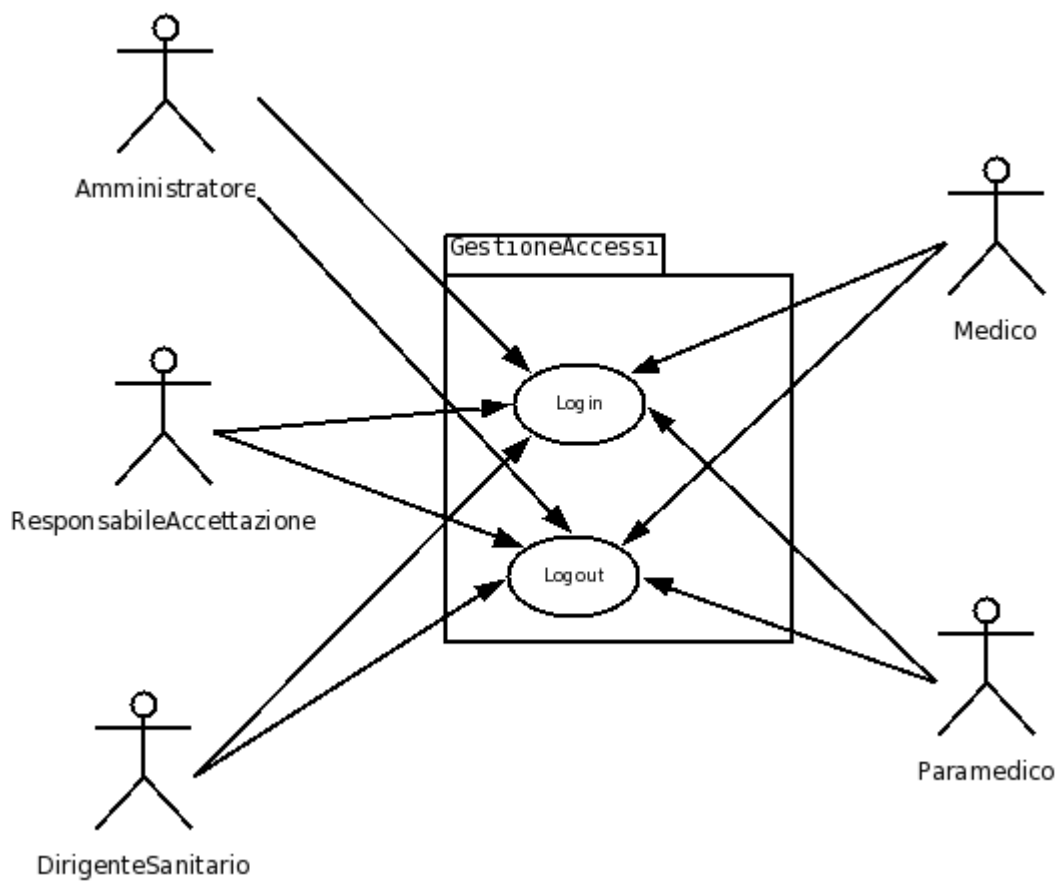 Amministratore
GestioneAccessi
Medico
Login
ResponsabileAccettazione
Logout
Paramedico
DirigenteSanitario